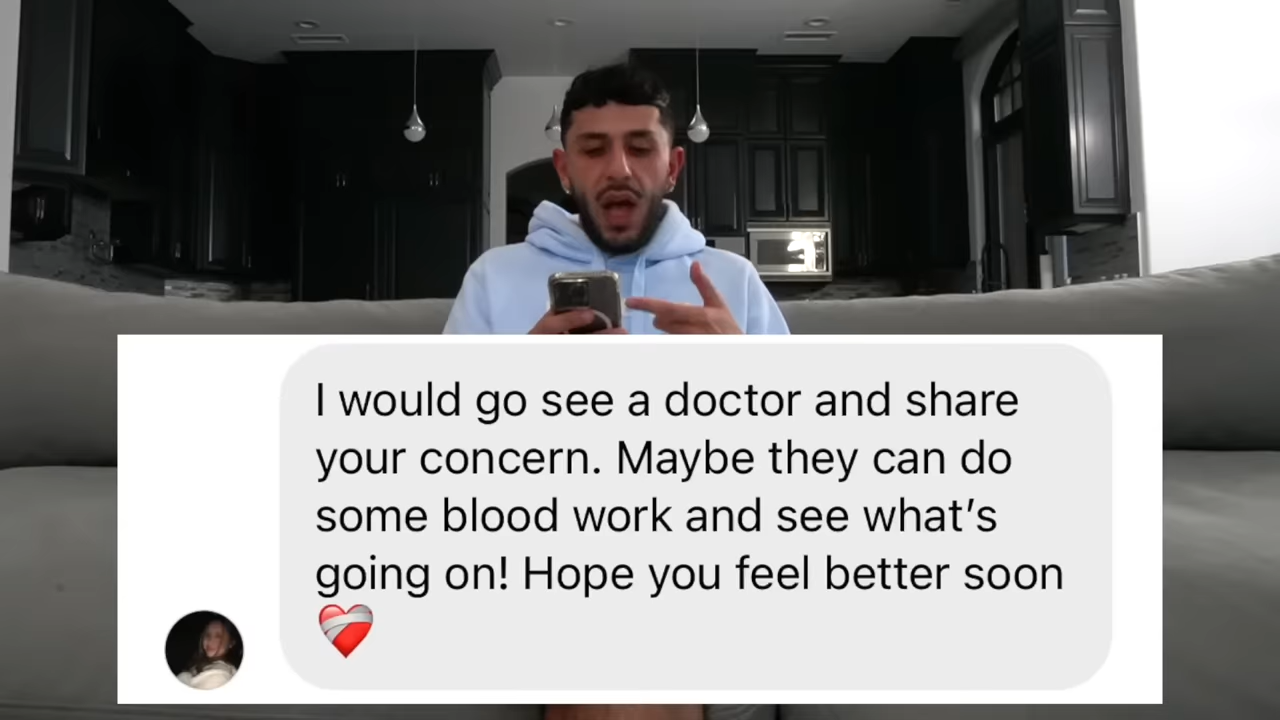 I would go see a doctor and share
your concern. Maybe they can do
some blood work and see what’s
going on! Hope you feel better soon
❤️‍🩹